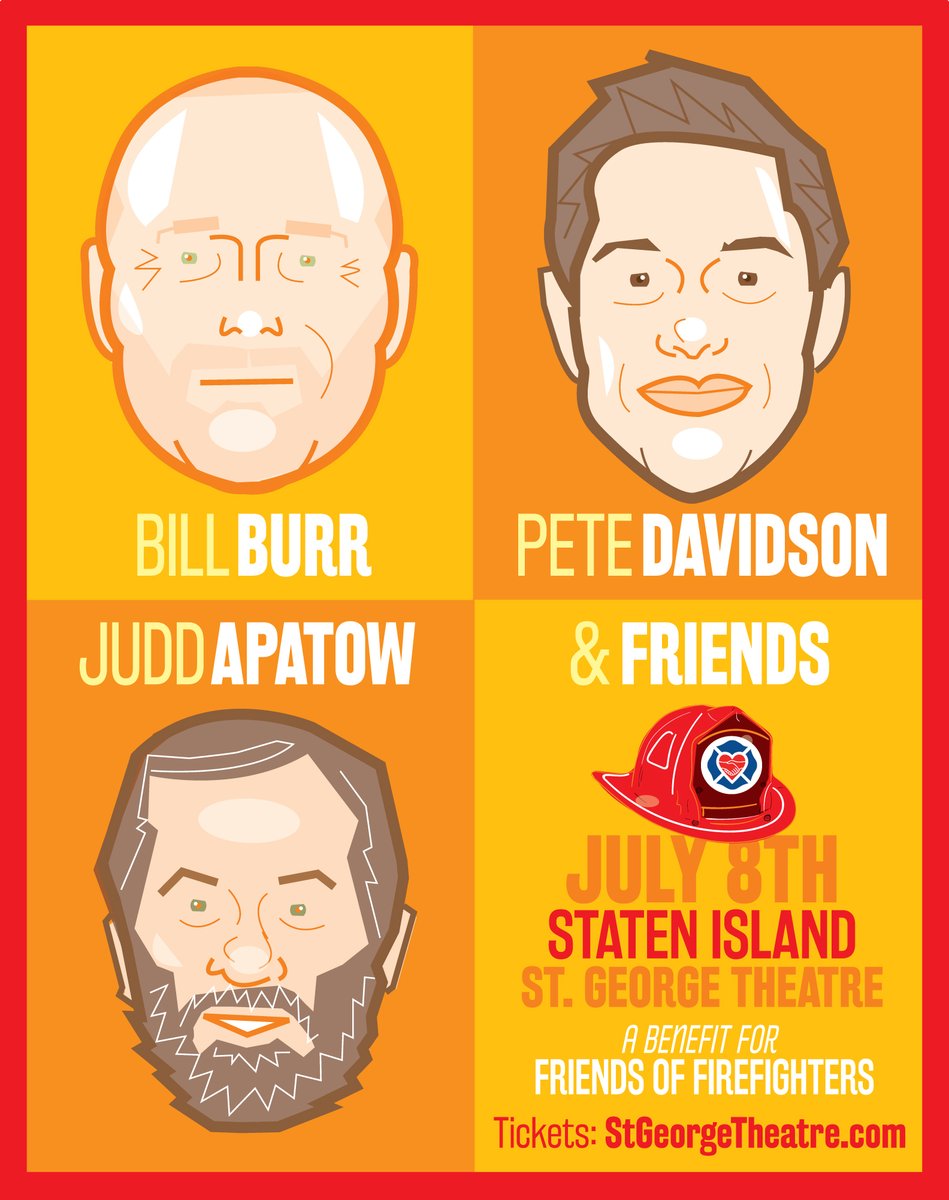 BILL BURR
PETE DAVIDSON
JUDD APATOW
& FRIENDS
JULY 8TH
STATEN ISLAND
ST. GEORGE THEATRE
A BENEFIT FOR
FRIENDS OF FIREFIGHTERS
Tickets: StGeorgeTheatre.com